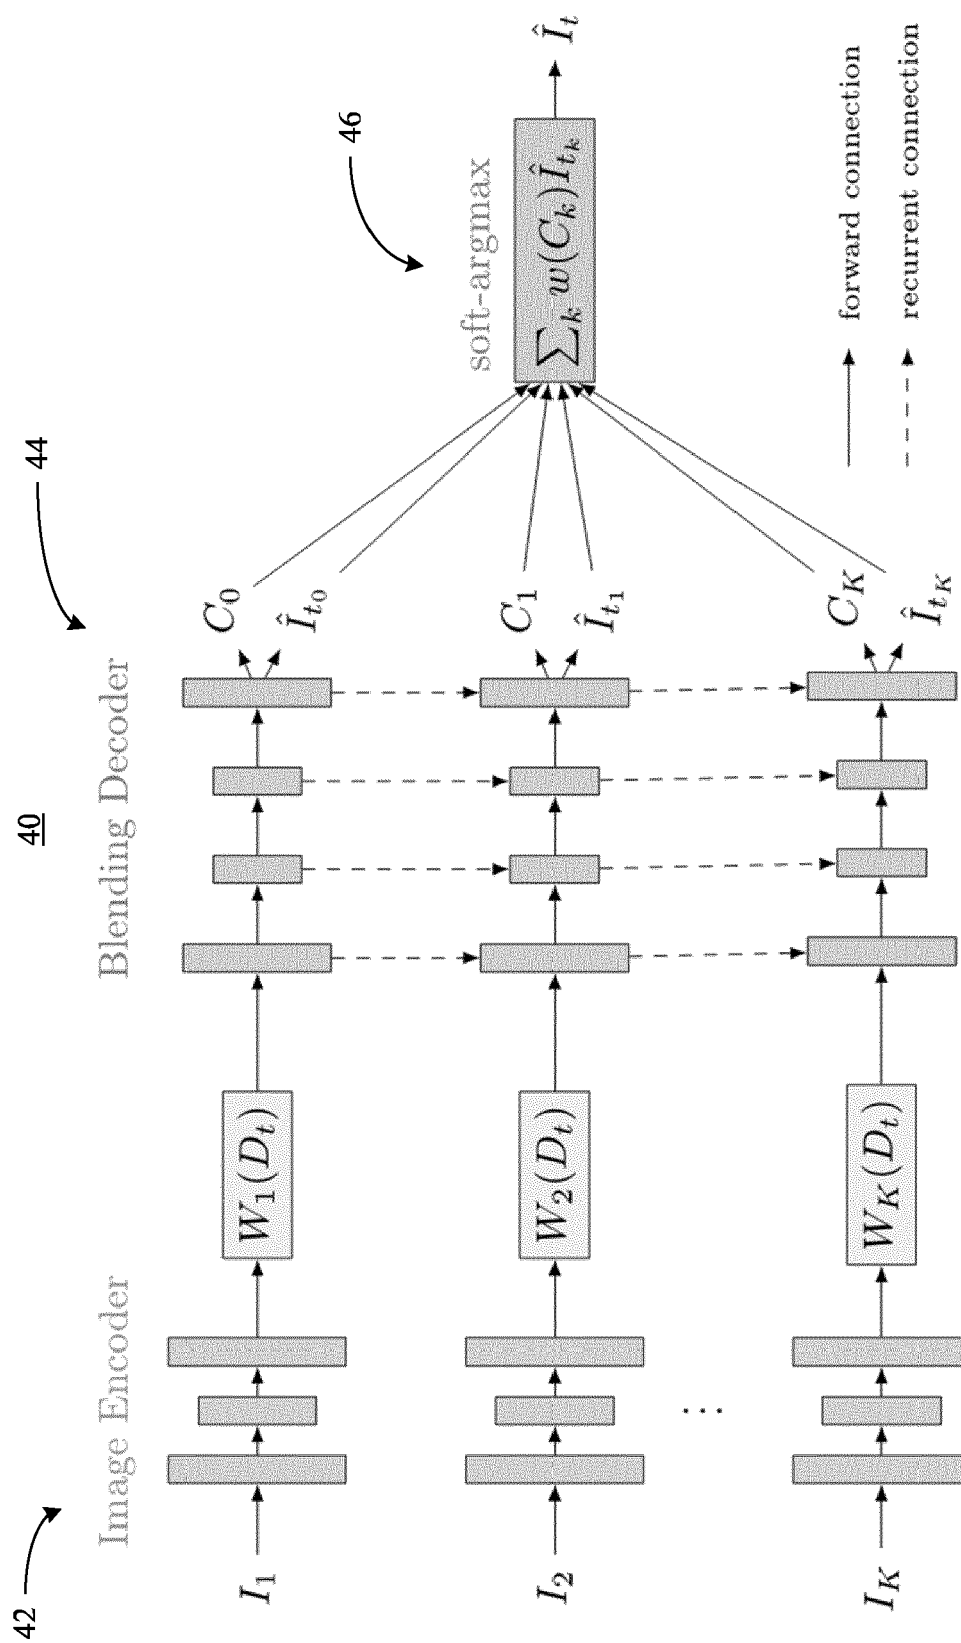 40
42
44
46
Image Encoder
Blending Decoder
soft-argmax
I_1
W_1(D_t)
C_0
Î_{t_0}
∑_k w(C_k)Î_{t_k}
Î_t
I_2
W_2(D_t)
C_1
Î_{t_1}
...
I_K
W_K(D_t)
C_K
Î_{t_K}
forward connection
recurrent connection